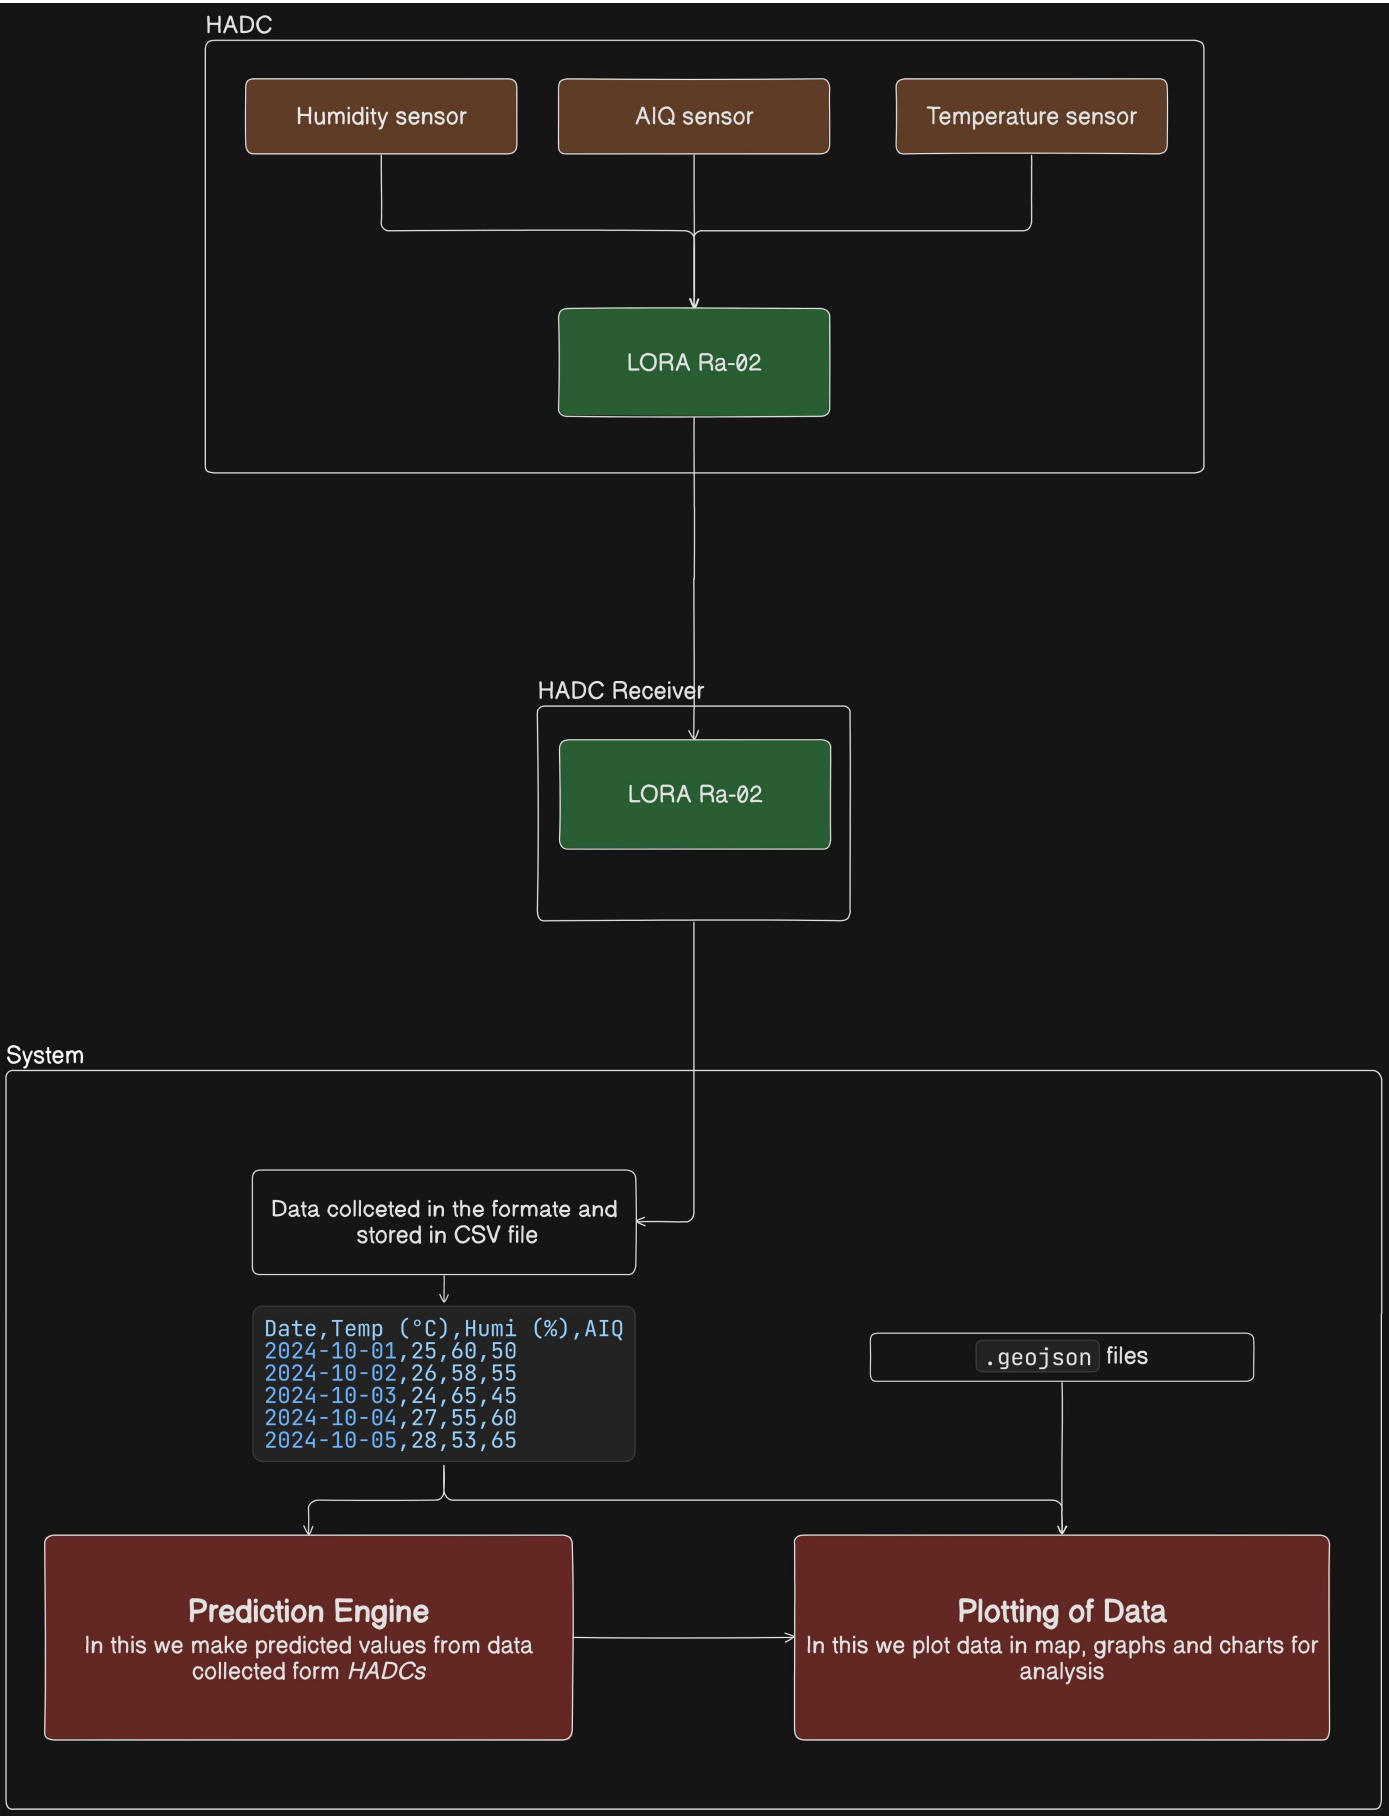 HADC
Humidity sensor
AIQ sensor
Temperature sensor
LORA Ra-02
HADC Receiver
LORA Ra-02
System
Data collceted in the formate and
stored in CSV file
Date,Temp (°C),Humi (%),AIQ
2024-10-01,25,60,50
2024-10-02,26,58,55
2024-10-03,24,65,45
2024-10-04,27,55,60
2024-10-05,28,53,65
.geojson files
Prediction Engine
In this we make predicted values from data
collected form HADCs
Plotting of Data
In this we plot data in map, graphs and charts for
analysis